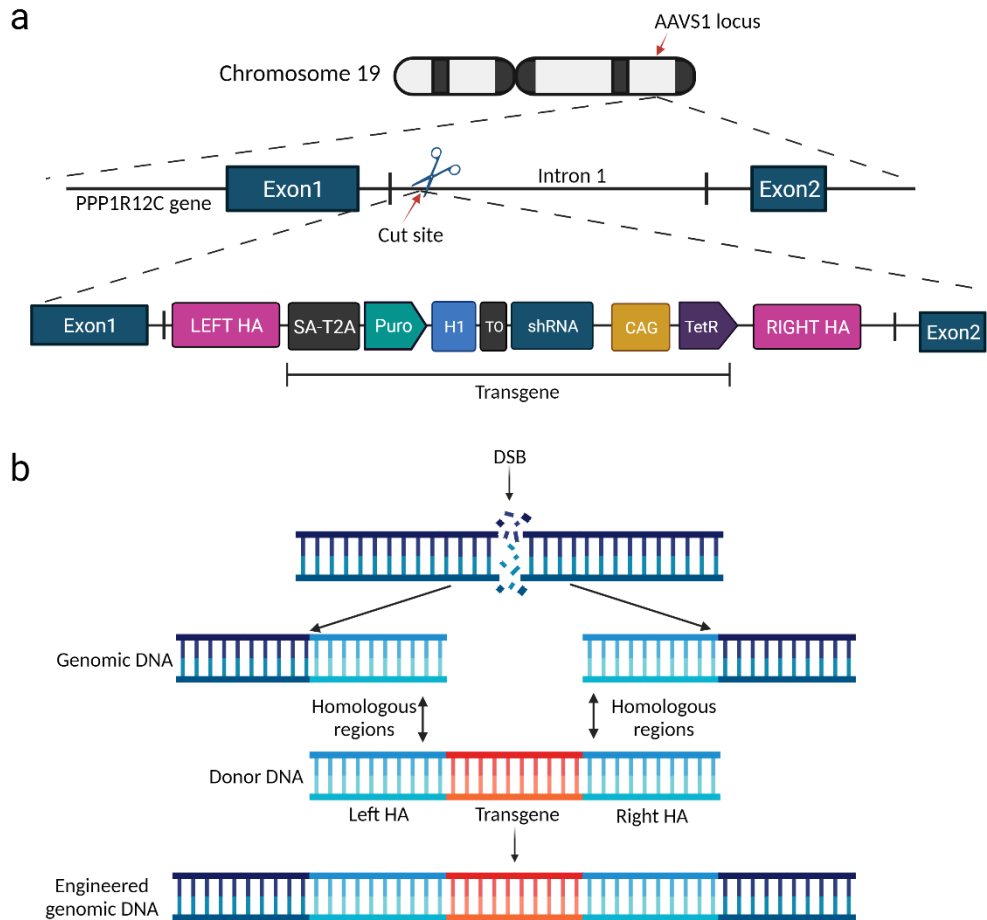 a
AAVS1 locus
Chromosome 19
Exon1
Intron 1
Exon2
PPP1R12C gene
Cut site
Exon1
LEFT HA
SA-T2A
Puro
H1
TO
shRNA
CAG
TetR
RIGHT HA
Exon2
Transgene
b
DSB
Genomic DNA
Homologous
regions
Homologous
regions
Donor DNA
Left HA
Transgene
Right HA
Engineered
genomic DNA